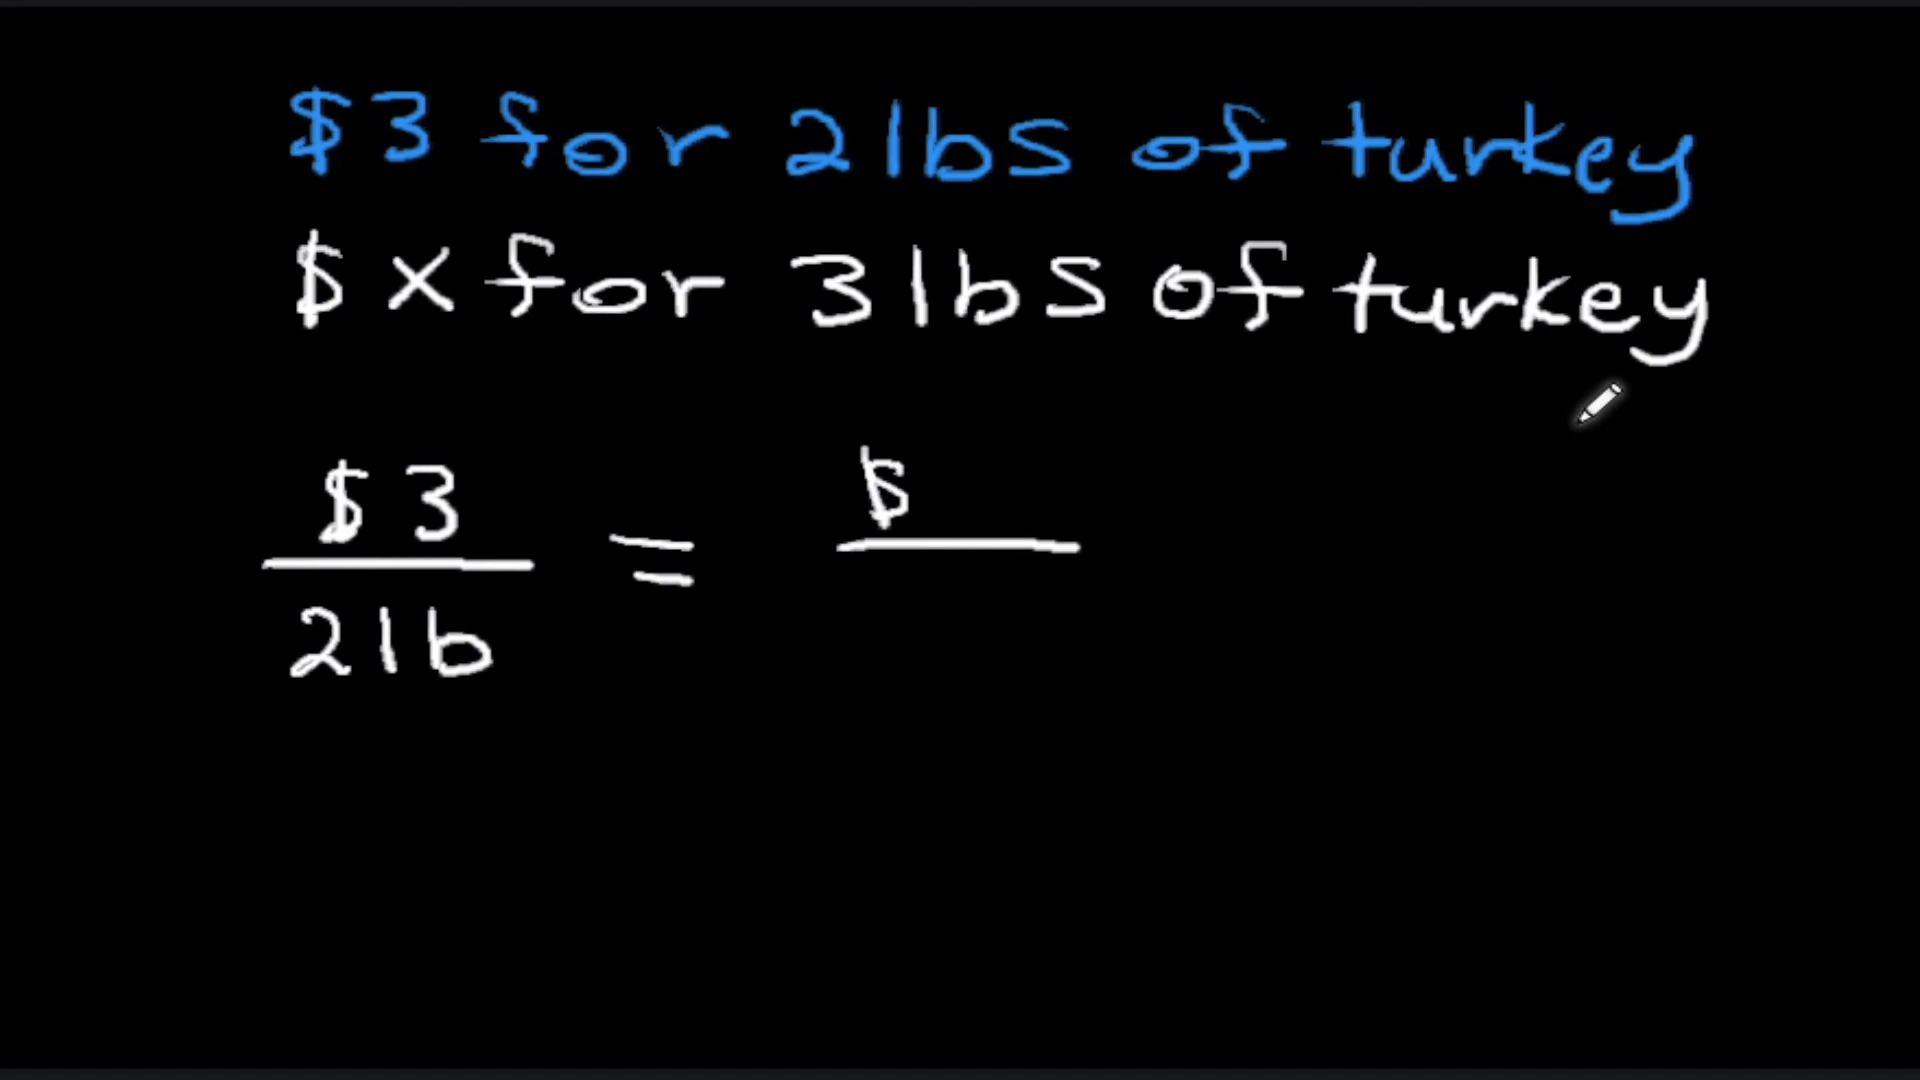 $3 for 2lbs of turkey
$x for 3lbs of turkey
$3 = $
2lb